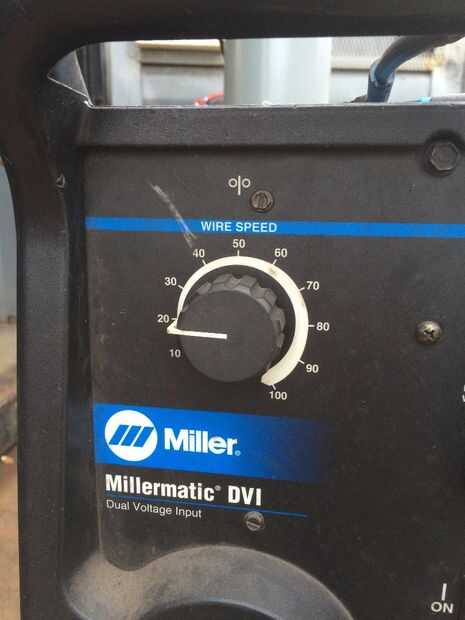 WIRE SPEED
50
40
60
30
70
20
80
10
90
100
Miller®
Millermatic® DVI
Dual Voltage Input
I
ON